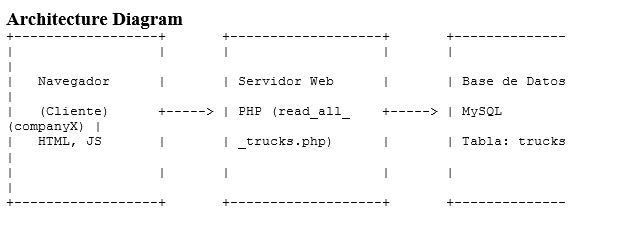 Architecture Diagram
+------------------+       +-------------------+       +--------------
|                  |       |                   |       |
|
|   Navegador      |       | Servidor Web      |       | Base de Datos
|
|   (Cliente)      +-----> | PHP (read_all_    +-----> | MySQL
(companyX) |
|   HTML, JS       |       | _trucks.php)      |       | Tabla: trucks
|
|                  |       |                   |       |
|
+------------------+       +-------------------+       +--------------